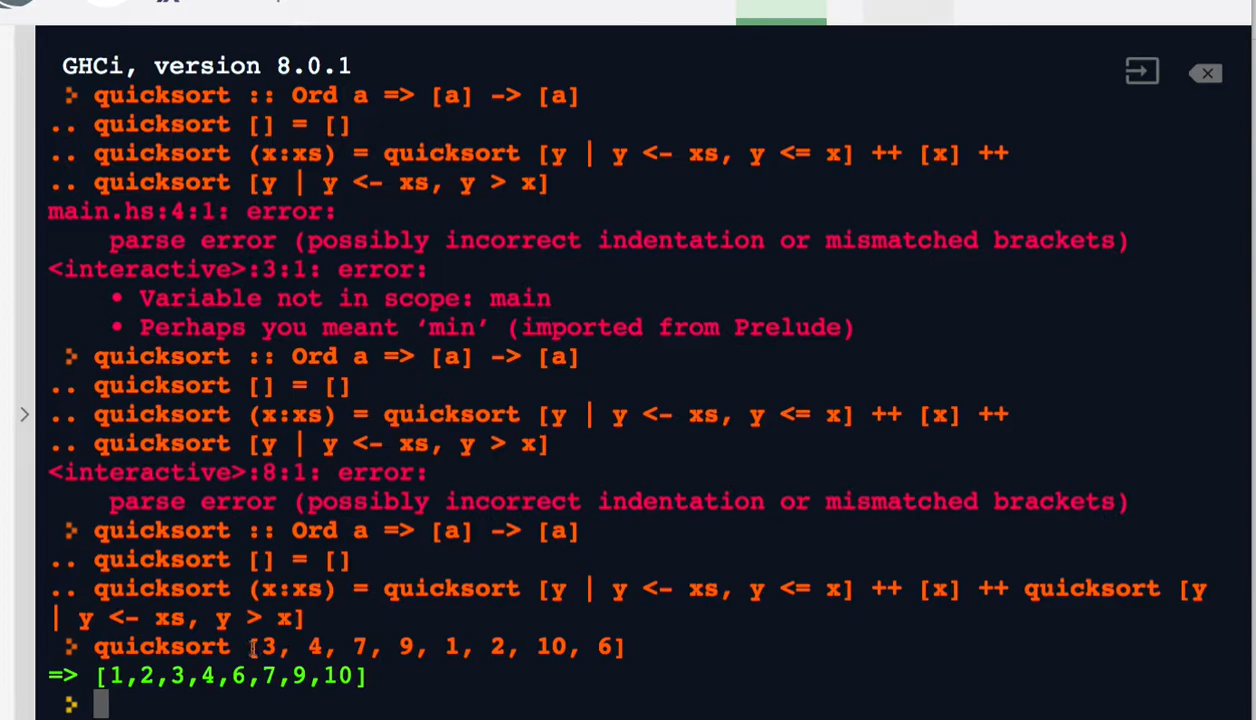 GHCi, version 8.0.1
quicksort :: Ord a => [a] -> [a]
.. quicksort [] = []
.. quicksort (x:xs) = quicksort [y | y <- xs, y <= x] ++ [x] ++
.. quicksort [y | y <- xs, y > x]
main.hs:4:1: error:
parse error (possibly incorrect indentation or mismatched brackets)
<interactive>:3:1: error:
• Variable not in scope: main
• Perhaps you meant ‘min’ (imported from Prelude)
quicksort :: Ord a => [a] -> [a]
.. quicksort [] = []
.. quicksort (x:xs) = quicksort [y | y <- xs, y <= x] ++ [x] ++
.. quicksort [y | y <- xs, y > x]
<interactive>:8:1: error:
parse error (possibly incorrect indentation or mismatched brackets)
quicksort :: Ord a => [a] -> [a]
.. quicksort [] = []
.. quicksort (x:xs) = quicksort [y | y <- xs, y <= x] ++ [x] ++ quicksort [y
| y <- xs, y > x]
quicksort [3, 4, 7, 9, 1, 2, 10, 6]
=> [1,2,3,4,6,7,9,10]